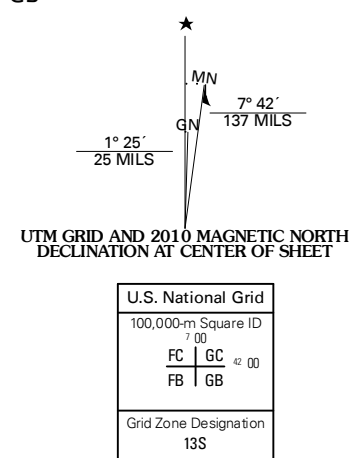 MN
7° 42´
137 MILS
GN
1° 25´
25 MILS
UTM GRID AND 2010 MAGNETIC NORTH
DECLINATION AT CENTER OF SHEET
U.S. National Grid
100,000-m Square ID
7 00
FC GC 42 00
FB GB
Grid Zone Designation
13S